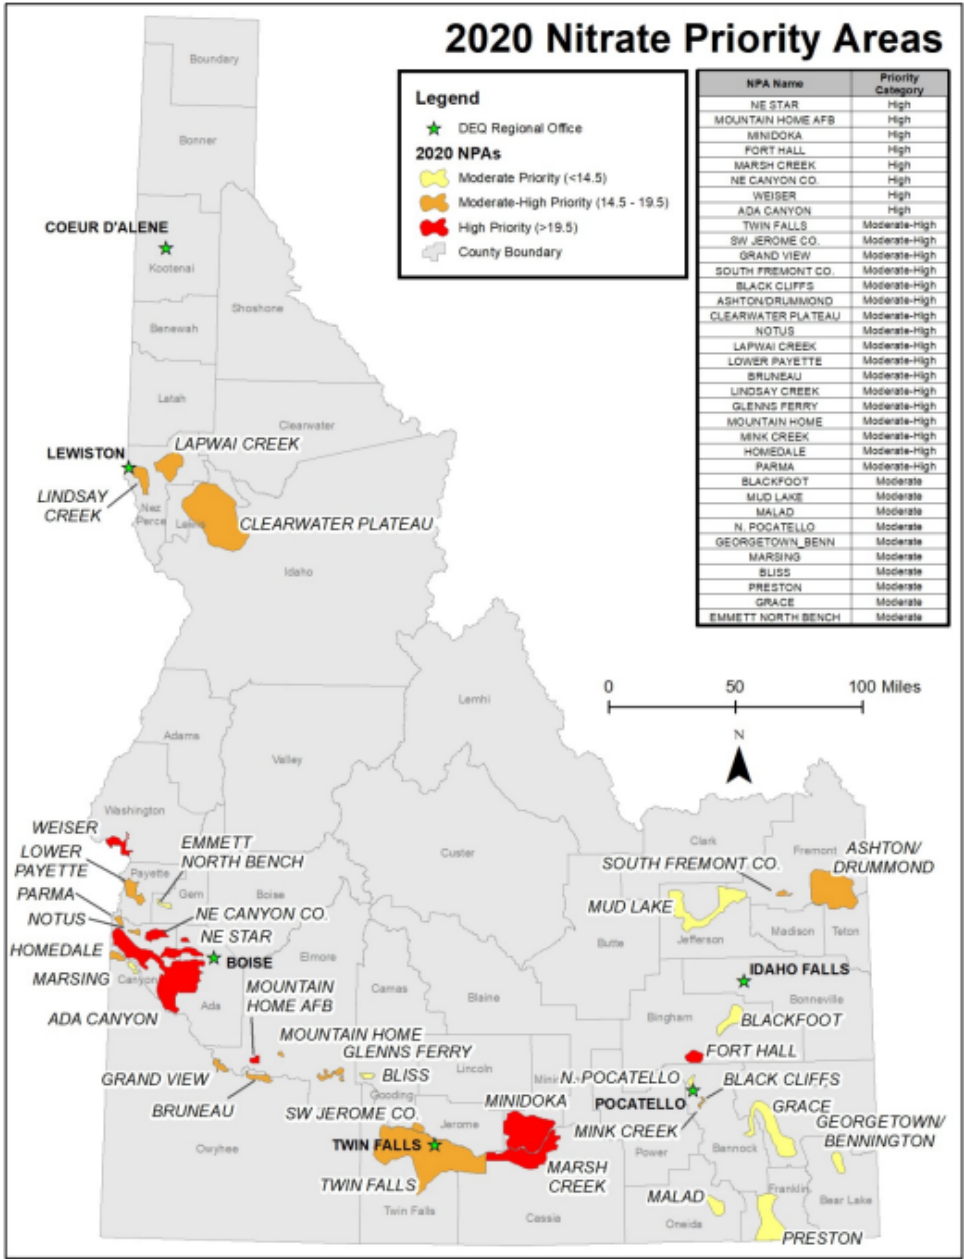 2020 Nitrate Priority Areas
Legend
DEQ Regional Office
2020 NPAs
Moderate Priority (<14.5)
Moderate-High Priority (14.5 - 19.5)
High Priority (>19.5)
County Boundary
NPA Name Priority Category
NE STAR High
MOUNTAIN HOME AFB High
MINIDOKA High
FORT HALL High
MARSH CREEK High
NE CANYON CO. High
WEISER High
ADA CANYON High
TWIN FALLS Moderate-High
SW JEROME CO. Moderate-High
GRAND VIEW Moderate-High
SOUTH FREMONT CO. Moderate-High
BLACK CLIFFS Moderate-High
ASHTON/DRUMMOND Moderate-High
CLEARWATER PLATEAU Moderate-High
NOTUS Moderate-High
LAPWAI CREEK Moderate-High
LOWER PAYETTE Moderate-High
BRUNEAU Moderate-High
LINDSAY CREEK Moderate-High
GLENNS FERRY Moderate-High
MOUNTAIN HOME Moderate-High
MINK CREEK Moderate-High
HOMEDALE Moderate-High
PARMA Moderate-High
BLACKFOOT Moderate
MUD LAKE Moderate
MALAD Moderate
N. POCATELLO Moderate
GEORGETOWN_BENN Moderate
MARSING Moderate
BLISS Moderate
PRESTON Moderate
GRACE Moderate
EMMETT NORTH BENCH Moderate
0 50 100 Miles
N
Boundary
Bonner
COEUR D'ALENE
Kootenai
Shoshone
Benewah
Latah
Clearwater
LEWISTON
LAPWAI CREEK
LINDSAY
CREEK
Nez
Perce
Lewis
CLEARWATER PLATEAU
Idaho
Lemhi
Adams
Valley
Washington
WEISER
LOWER
PAYETTE
Payette
EMMETT
NORTH BENCH
Gem
Boise
Custer
Clark
Fremont
SOUTH FREMONT CO.
ASHTON/
DRUMMOND
PARMA
NOTUS
NE CANYON CO.
NE STAR
MUD LAKE
Jefferson
Madison
Teton
Butte
HOMEDALE
MARSING
Canyon
BOISE
Elmore
IDAHO FALLS
Bonneville
ADA CANYON
Ada
MOUNTAIN
HOME AFB
Camas
Blaine
Bingham
BLACKFOOT
MOUNTAIN HOME
GLENNS FERRY
FORT HALL
GRAND VIEW
BRUNEAU
BLISS
Gooding
Lincoln
Mini
N. POCATELLO
BLACK CLIFFS
POCATELLO
SW JEROME CO.
MINIDOKA
MINK CREEK
GRACE
GEORGETOWN/
BENNINGTON
Jerome
Owyhee
TWIN FALLS
TWIN FALLS
MARSH
CREEK
Power
Bannock
Franklin
Bear Lake
MALAD
Oneida
Twin Falls
Cassia
PRESTON